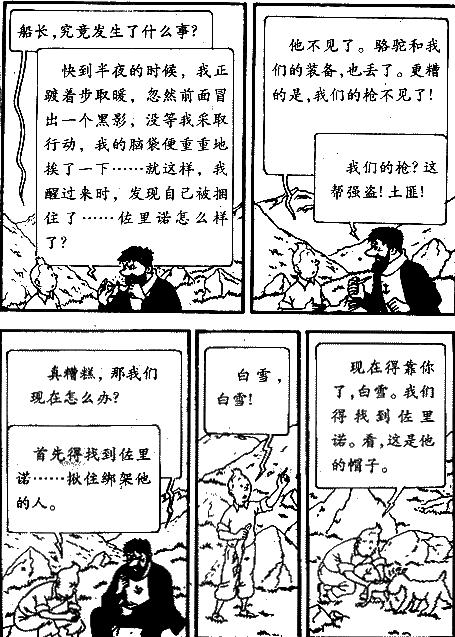 船长,究竟发生了什么事?
快到半夜的时候，我正
踱着步取暖，忽然前面冒
出一个黑影，没等我采取
行动，我的脑袋便重重地
挨了一下……就这样，我
醒过来时，发现自己被捆
住了……佐里诺怎么样
了?
他不见了。骆驼和我
们的装备,也丢了。更糟
的是,我们的枪不见了!
我们的枪?这
帮强盗!土匪!
真糟糕，那我们
现在怎么办?
首先得找到佐里
诺……揪住绑架他
的人。
白雪，
白雪!
现在得靠你
了,白雪。我们
得找到佐里
诺。看,这是他
的帽子。